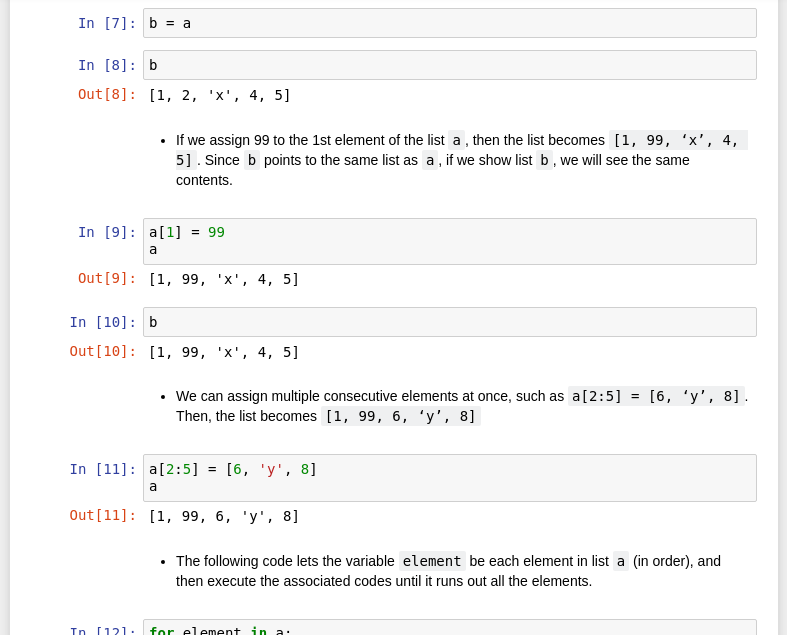 In [7]: b = a
In [8]: b
Out[8]: [1, 2, 'x', 4, 5]
• If we assign 99 to the 1st element of the list a, then the list becomes [1, 99, ‘x’, 4,
5]. Since b points to the same list as a, if we show list b, we will see the same
contents.
In [9]: a[1] = 99
a
Out[9]: [1, 99, 'x', 4, 5]
In [10]: b
Out[10]: [1, 99, 'x', 4, 5]
• We can assign multiple consecutive elements at once, such as a[2:5] = [6, ‘y’, 8].
Then, the list becomes [1, 99, 6, ‘y’, 8]
In [11]: a[2:5] = [6, 'y', 8]
a
Out[11]: [1, 99, 6, 'y', 8]
• The following code lets the variable element be each element in list a (in order), and
then execute the associated codes until it runs out all the elements.
In [12]: for element in a: